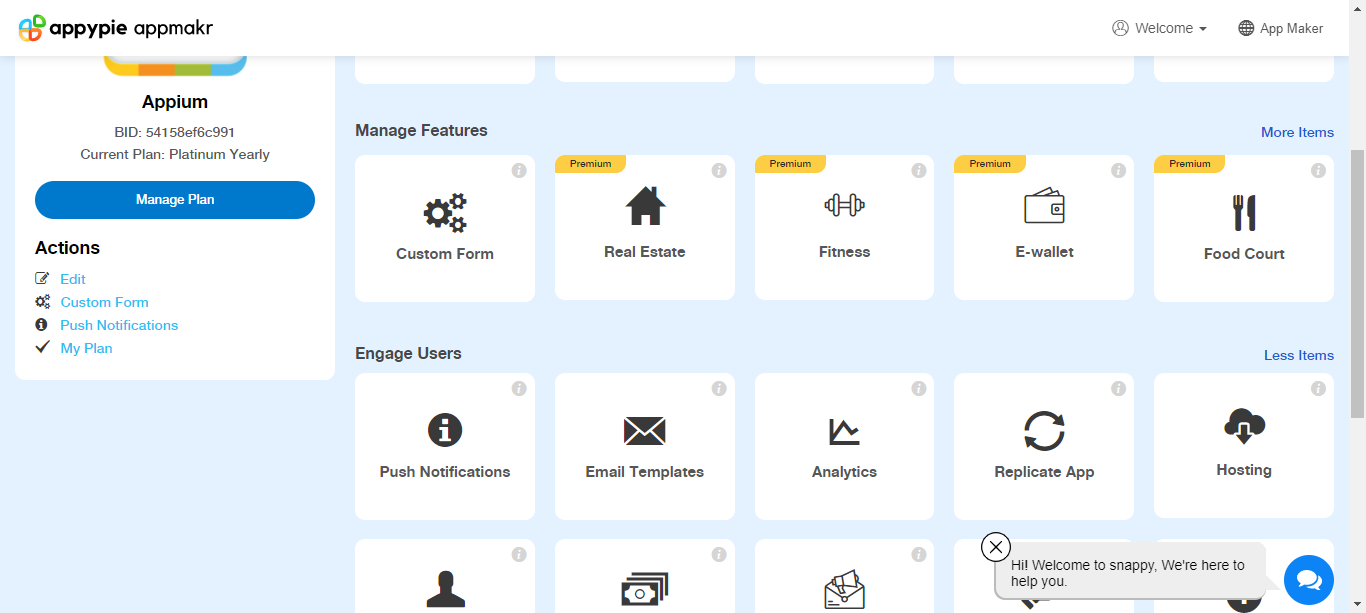 appypie appmakr
Welcome
App Maker
Appium
BID: 54158ef6c991
Current Plan: Platinum Yearly
Manage Plan
Actions
Edit
Custom Form
Push Notifications
My Plan
Manage Features
More Items
Custom Form
Premium
Real Estate
Premium
Fitness
Premium
E-wallet
Premium
Food Court
Engage Users
Less Items
Push Notifications
Email Templates
Analytics
Replicate App
Hosting
Hi! Welcome to snappy, We're here to
help you.